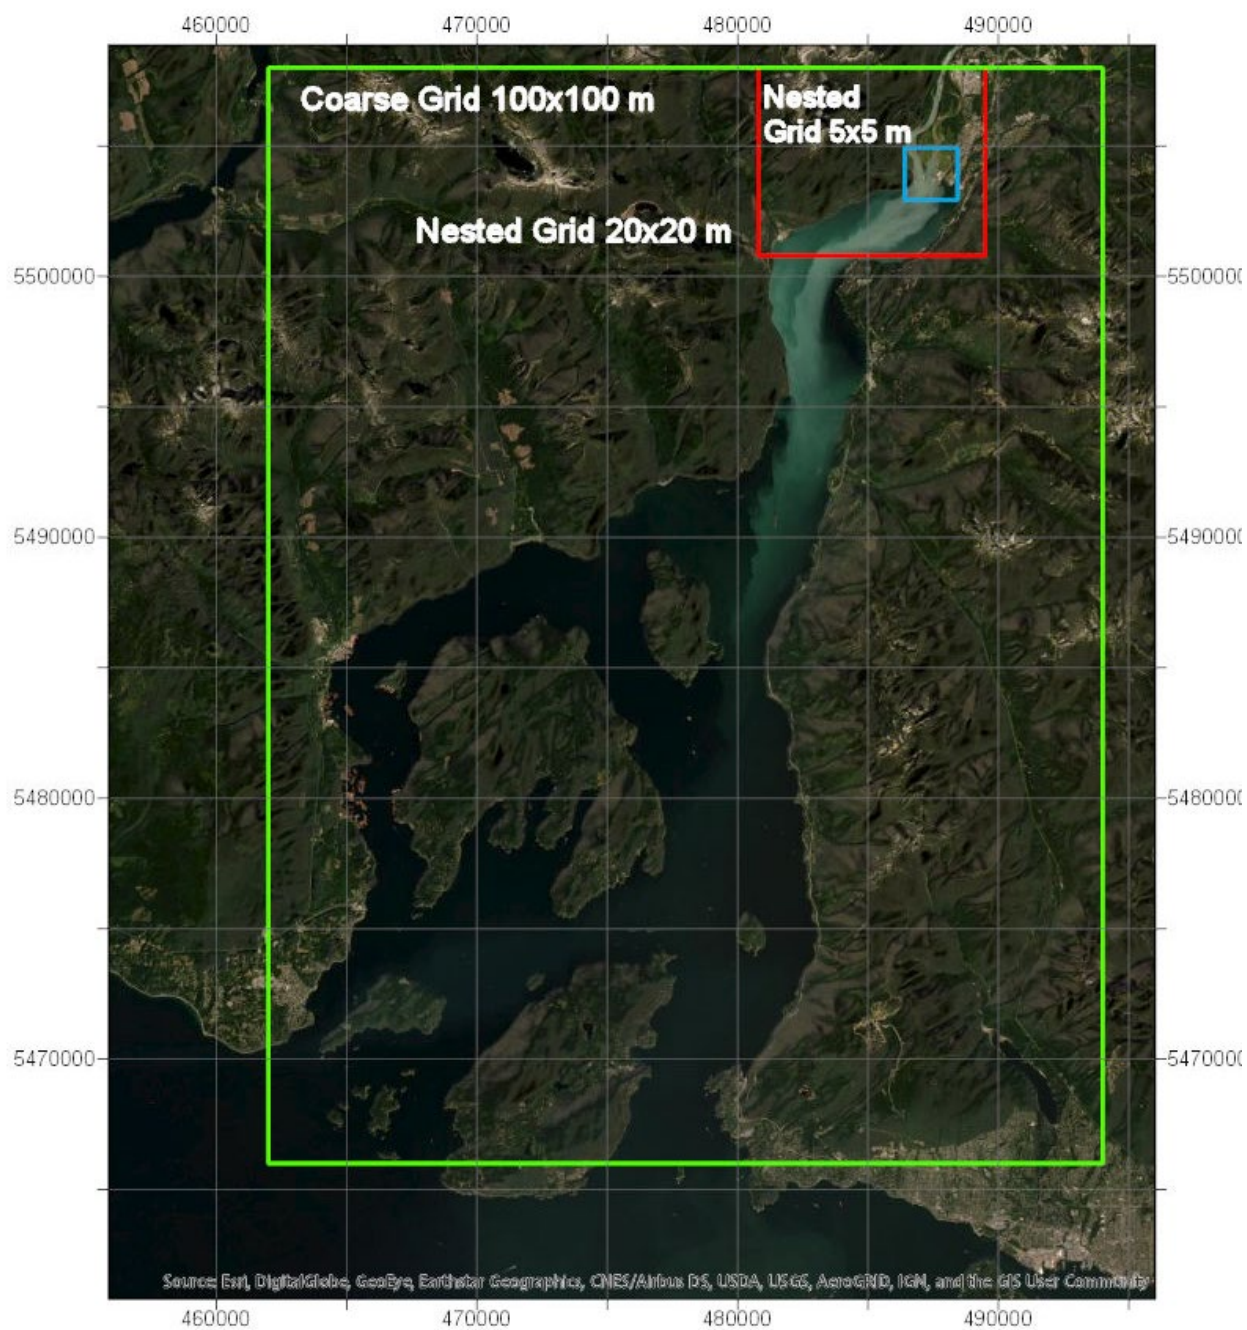 460000 470000 480000 490000
Coarse Grid 100x100 m
Nested
Grid 5x5 m
Nested Grid 20x20 m
5500000 5500000
5490000 5490000
5480000 5480000
5470000 5470000
Source: Esri, DigitalGlobe, GeoEye, Earthstar Geographics, CNES/Airbus DS, USDA, USGS, AeroGRID, IGN, and the GIS User Community
460000 470000 480000 490000